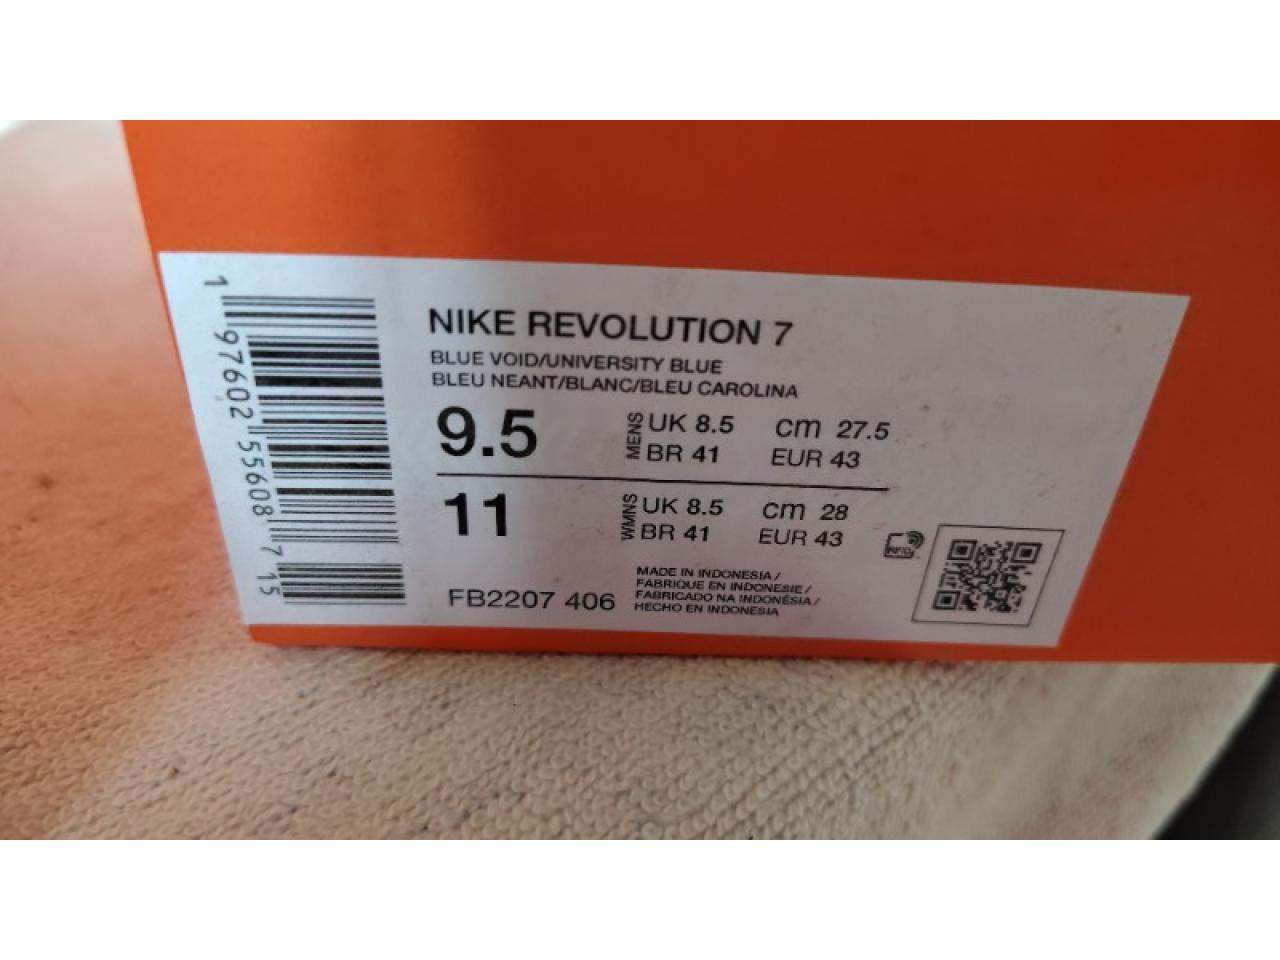 NIKE REVOLUTION 7
BLUE VOID/UNIVERSITY BLUE
BLEU NEANT/BLANC/BLEU CAROLINA
9.5 MENS UK 8.5 cm 27.5
BR 41 EUR 43
11 WMNS UK 8.5 cm 28
BR 41 EUR 43
FB2207 406
MADE IN INDONESIA /
FABRIQUE EN INDONESIE /
FABRICADO NA INDONÉSIA /
HECHO EN INDONESIA
RFID
1 97602 55608 7 15